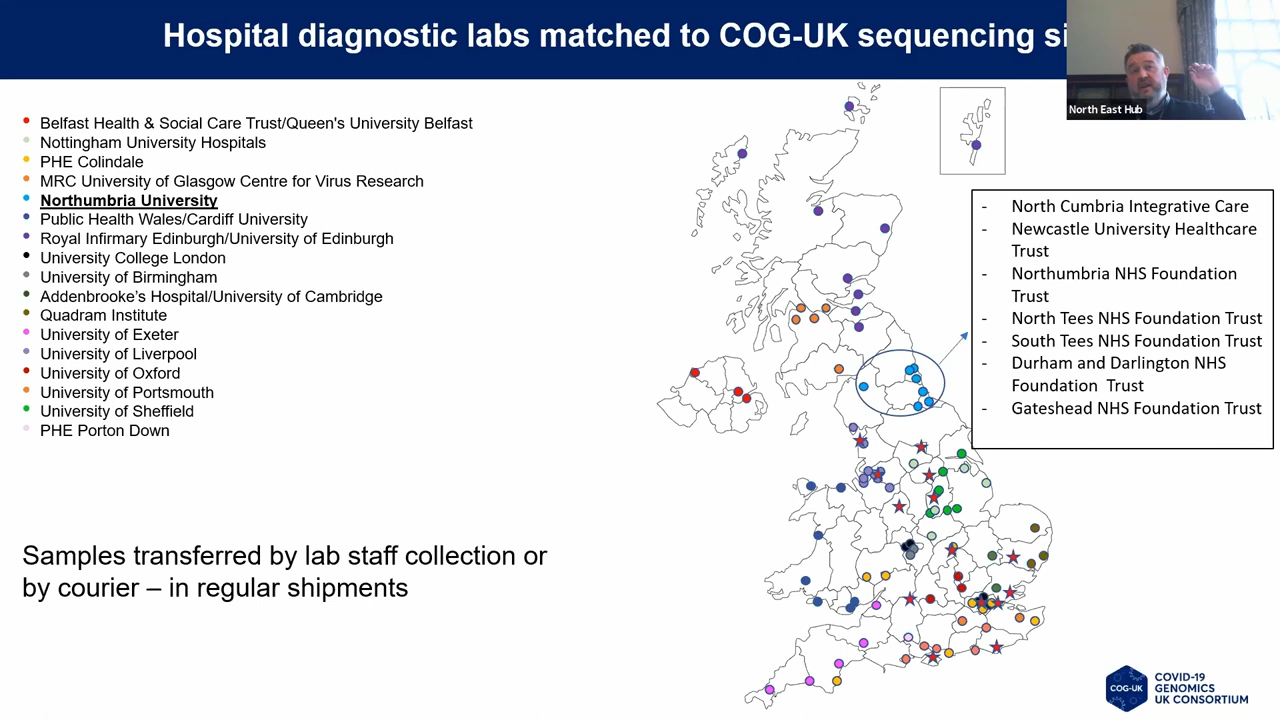 Hospital diagnostic labs matched to COG-UK sequencing si
North East Hub
Belfast Health & Social Care Trust/Queen's University Belfast
Nottingham University Hospitals
PHE Colindale
MRC University of Glasgow Centre for Virus Research
Northumbria University
Public Health Wales/Cardiff University
Royal Infirmary Edinburgh/University of Edinburgh
University College London
University of Birmingham
Addenbrooke's Hospital/University of Cambridge
Quadram Institute
University of Exeter
University of Liverpool
University of Oxford
University of Portsmouth
University of Sheffield
PHE Porton Down
Samples transferred by lab staff collection or
by courier – in regular shipments
- North Cumbria Integrative Care
- Newcastle University Healthcare
Trust
- Northumbria NHS Foundation
Trust
- North Tees NHS Foundation Trust
- South Tees NHS Foundation Trust
- Durham and Darlington NHS
Foundation Trust
- Gateshead NHS Foundation Trust
COG-UK
COVID-19
GENOMICS
UK CONSORTIUM